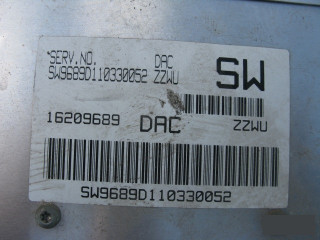 SERV.NO. DAC
SW9689D110330052 ZZWU
SW
16209689 DAC ZZWU
SW9689D110330052